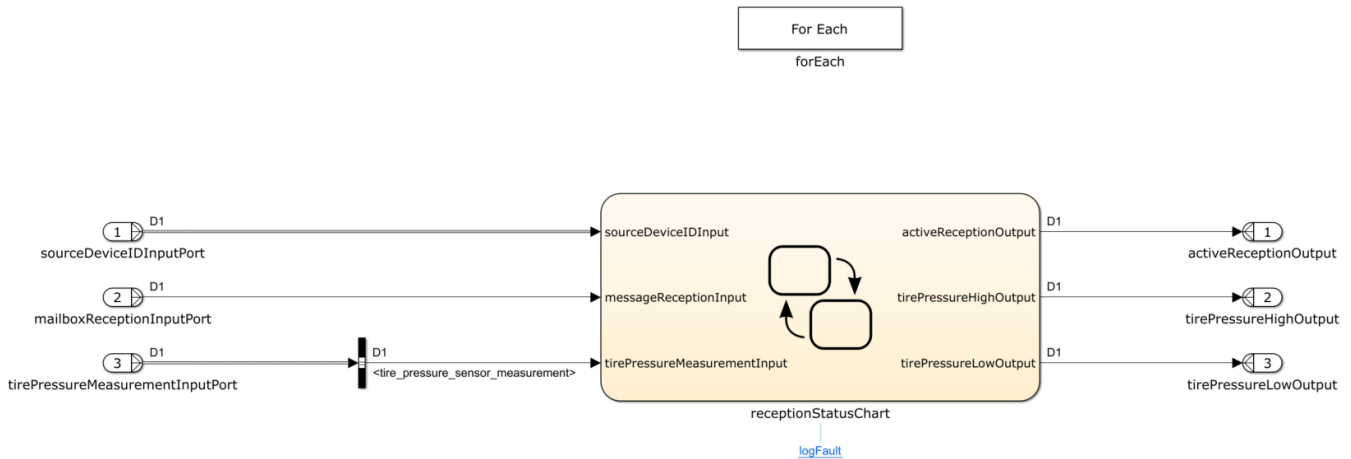 For Each
forEach
D1
1
sourceDeviceIDInputPort
D1
2
mailboxReceptionInputPort
D1
3
tirePressureMeasurementInputPort
D1
<tire_pressure_sensor_measurement>
sourceDeviceIDInput
messageReceptionInput
tirePressureMeasurementInput
activeReceptionOutput
tirePressureHighOutput
tirePressureLowOutput
receptionStatusChart
logFault
D1
1
activeReceptionOutput
D1
2
tirePressureHighOutput
D1
3
tirePressureLowOutput